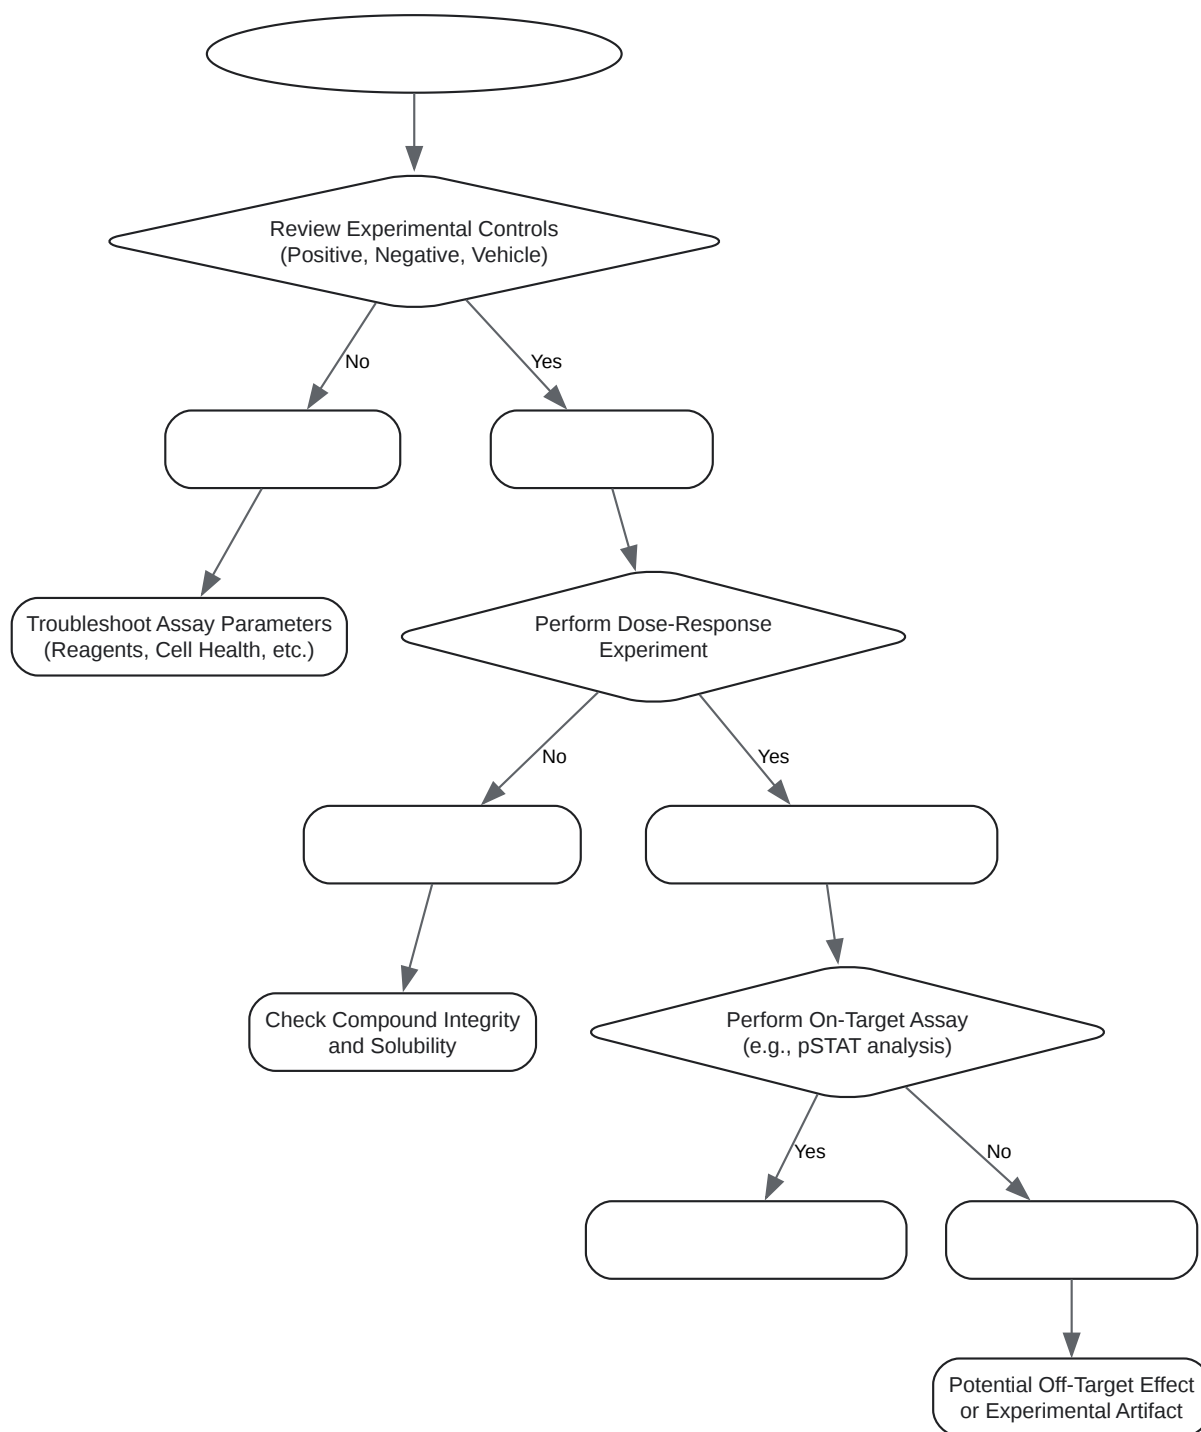 Review Experimental Controls
(Positive, Negative, Vehicle)
No
Yes
Troubleshoot Assay Parameters
(Reagents, Cell Health, etc.)
Perform Dose-Response
Experiment
No
Yes
Check Compound Integrity
and Solubility
Perform On-Target Assay
(e.g., pSTAT analysis)
Yes
No
Potential Off-Target Effect
or Experimental Artifact